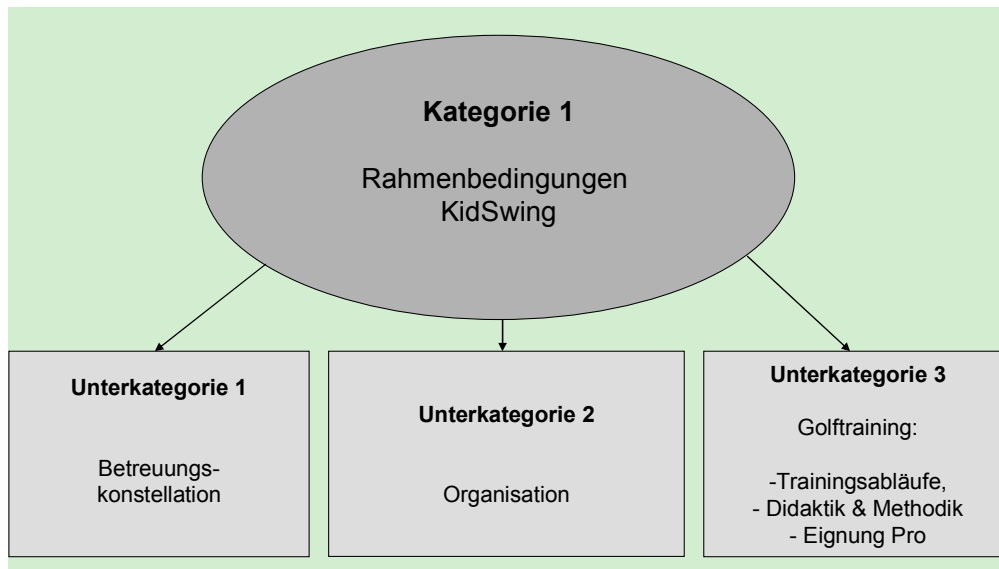 Kategorie 1
Rahmenbedingungen
KidSwing
Unterkategorie 1
Betreuungs-
konstellation
Unterkategorie 2
Organisation
Unterkategorie 3
Golftraining:
-Trainingsabläufe,
- Didaktik & Methodik
- Eignung Pro